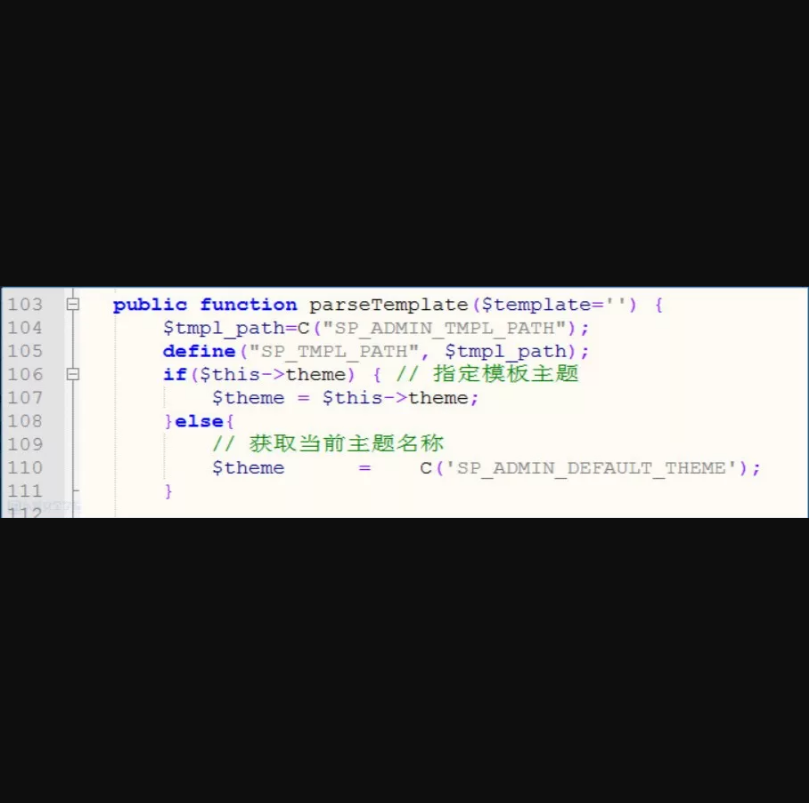 103 public function parseTemplate($template='') {
104 $tmpl_path=C("SP_ADMIN_TMPL_PATH");
105 define("SP_TMPL_PATH", $tmpl_path);
106 if($this->theme) { // 指定模板主题
107 $theme = $this->theme;
108 }else{
109 // 获取当前主题名称
110 $theme = C('SP_ADMIN_DEFAULT_THEME');
111 }
112